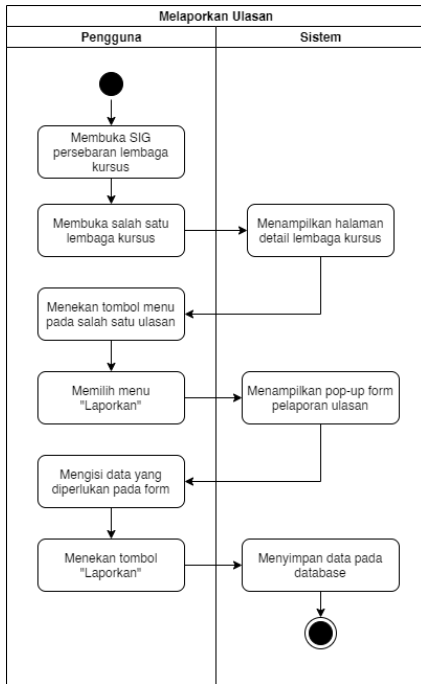 Melaporkan Ulasan
Pengguna
Sistem
Membuka SIG
persebaran lembaga
kursus
Membuka salah satu
lembaga kursus
Menampilkan halaman
detail lembaga kursus
Menekan tombol menu
pada salah satu ulasan
Memilih menu
"Laporkan"
Menampilkan pop-up form
pelaporan ulasan
Mengisi data yang
diperlukan pada form
Menekan tombol
"Laporkan"
Menyimpan data pada
database